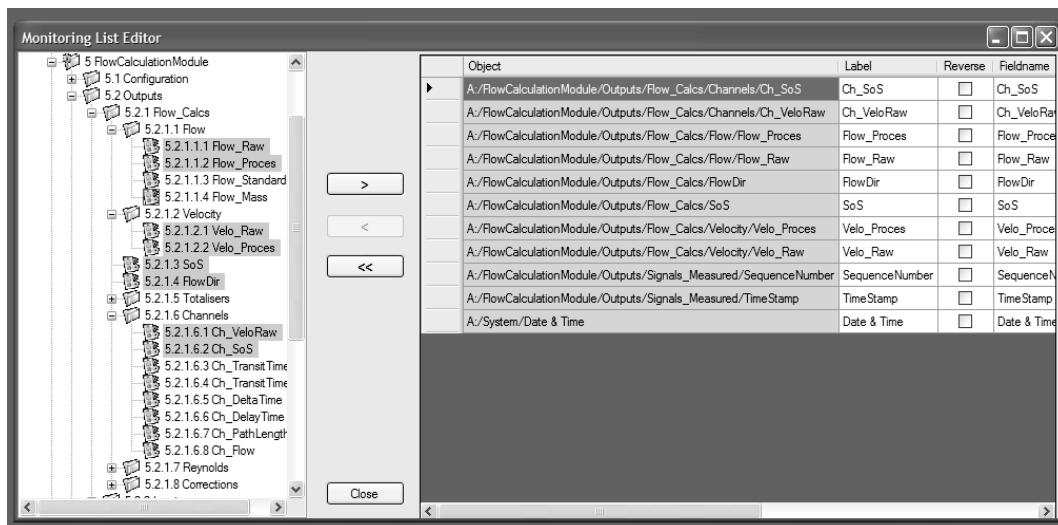 Monitoring List Editor
5 FlowCalculationModule
5.1 Configuration
5.2 Outputs
5.2.1 Flow_Calcs
5.2.1.1 Flow
5.2.1.1.1 Flow_Raw
5.2.1.1.2 Flow_Proces
5.2.1.1.3 Flow_Standard
5.2.1.1.4 Flow_Mass
5.2.1.2 Velocity
5.2.1.2.1 Velo_Raw
5.2.1.2.2 Velo_Proces
5.2.1.3 SoS
5.2.1.4 FlowDir
5.2.1.5 Totalisers
5.2.1.6 Channels
5.2.1.6.1 Ch_VeloRaw
5.2.1.6.2 Ch_SoS
5.2.1.6.3 Ch_TransitTime
5.2.1.6.4 Ch_TransitTime
5.2.1.6.5 Ch_DeltaTime
5.2.1.6.6 Ch_DelayTime
5.2.1.6.7 Ch_PathLength
5.2.1.6.8 Ch_Flow
5.2.1.7 Reynolds
5.2.1.8 Corrections
>
<
<<
Close
Object Label Reverse Fieldname
A:/FlowCalculationModule/Outputs/Flow_Calcs/Channels/Ch_SoS Ch_SoS Ch_SoS
A:/FlowCalculationModule/Outputs/Flow_Calcs/Channels/Ch_VeloRaw Ch_VeloRaw Ch_VeloRa
A:/FlowCalculationModule/Outputs/Flow_Calcs/Flow/Flow_Proces Flow_Proces Flow_Proce
A:/FlowCalculationModule/Outputs/Flow_Calcs/Flow/Flow_Raw Flow_Raw Flow_Raw
A:/FlowCalculationModule/Outputs/Flow_Calcs/FlowDir FlowDir FlowDir
A:/FlowCalculationModule/Outputs/Flow_Calcs/SoS SoS SoS
A:/FlowCalculationModule/Outputs/Flow_Calcs/Velocity/Velo_Proces Velo_Proces Velo_Proce
A:/FlowCalculationModule/Outputs/Flow_Calcs/Velocity/Velo_Raw Velo_Raw Velo_Raw
A:/FlowCalculationModule/Outputs/Signals_Measured/SequenceNumber SequenceNumber SequenceN
A:/FlowCalculationModule/Outputs/Signals_Measured/TimeStamp TimeStamp TimeStamp
A:/System/Date & Time Date & Time Date & Time